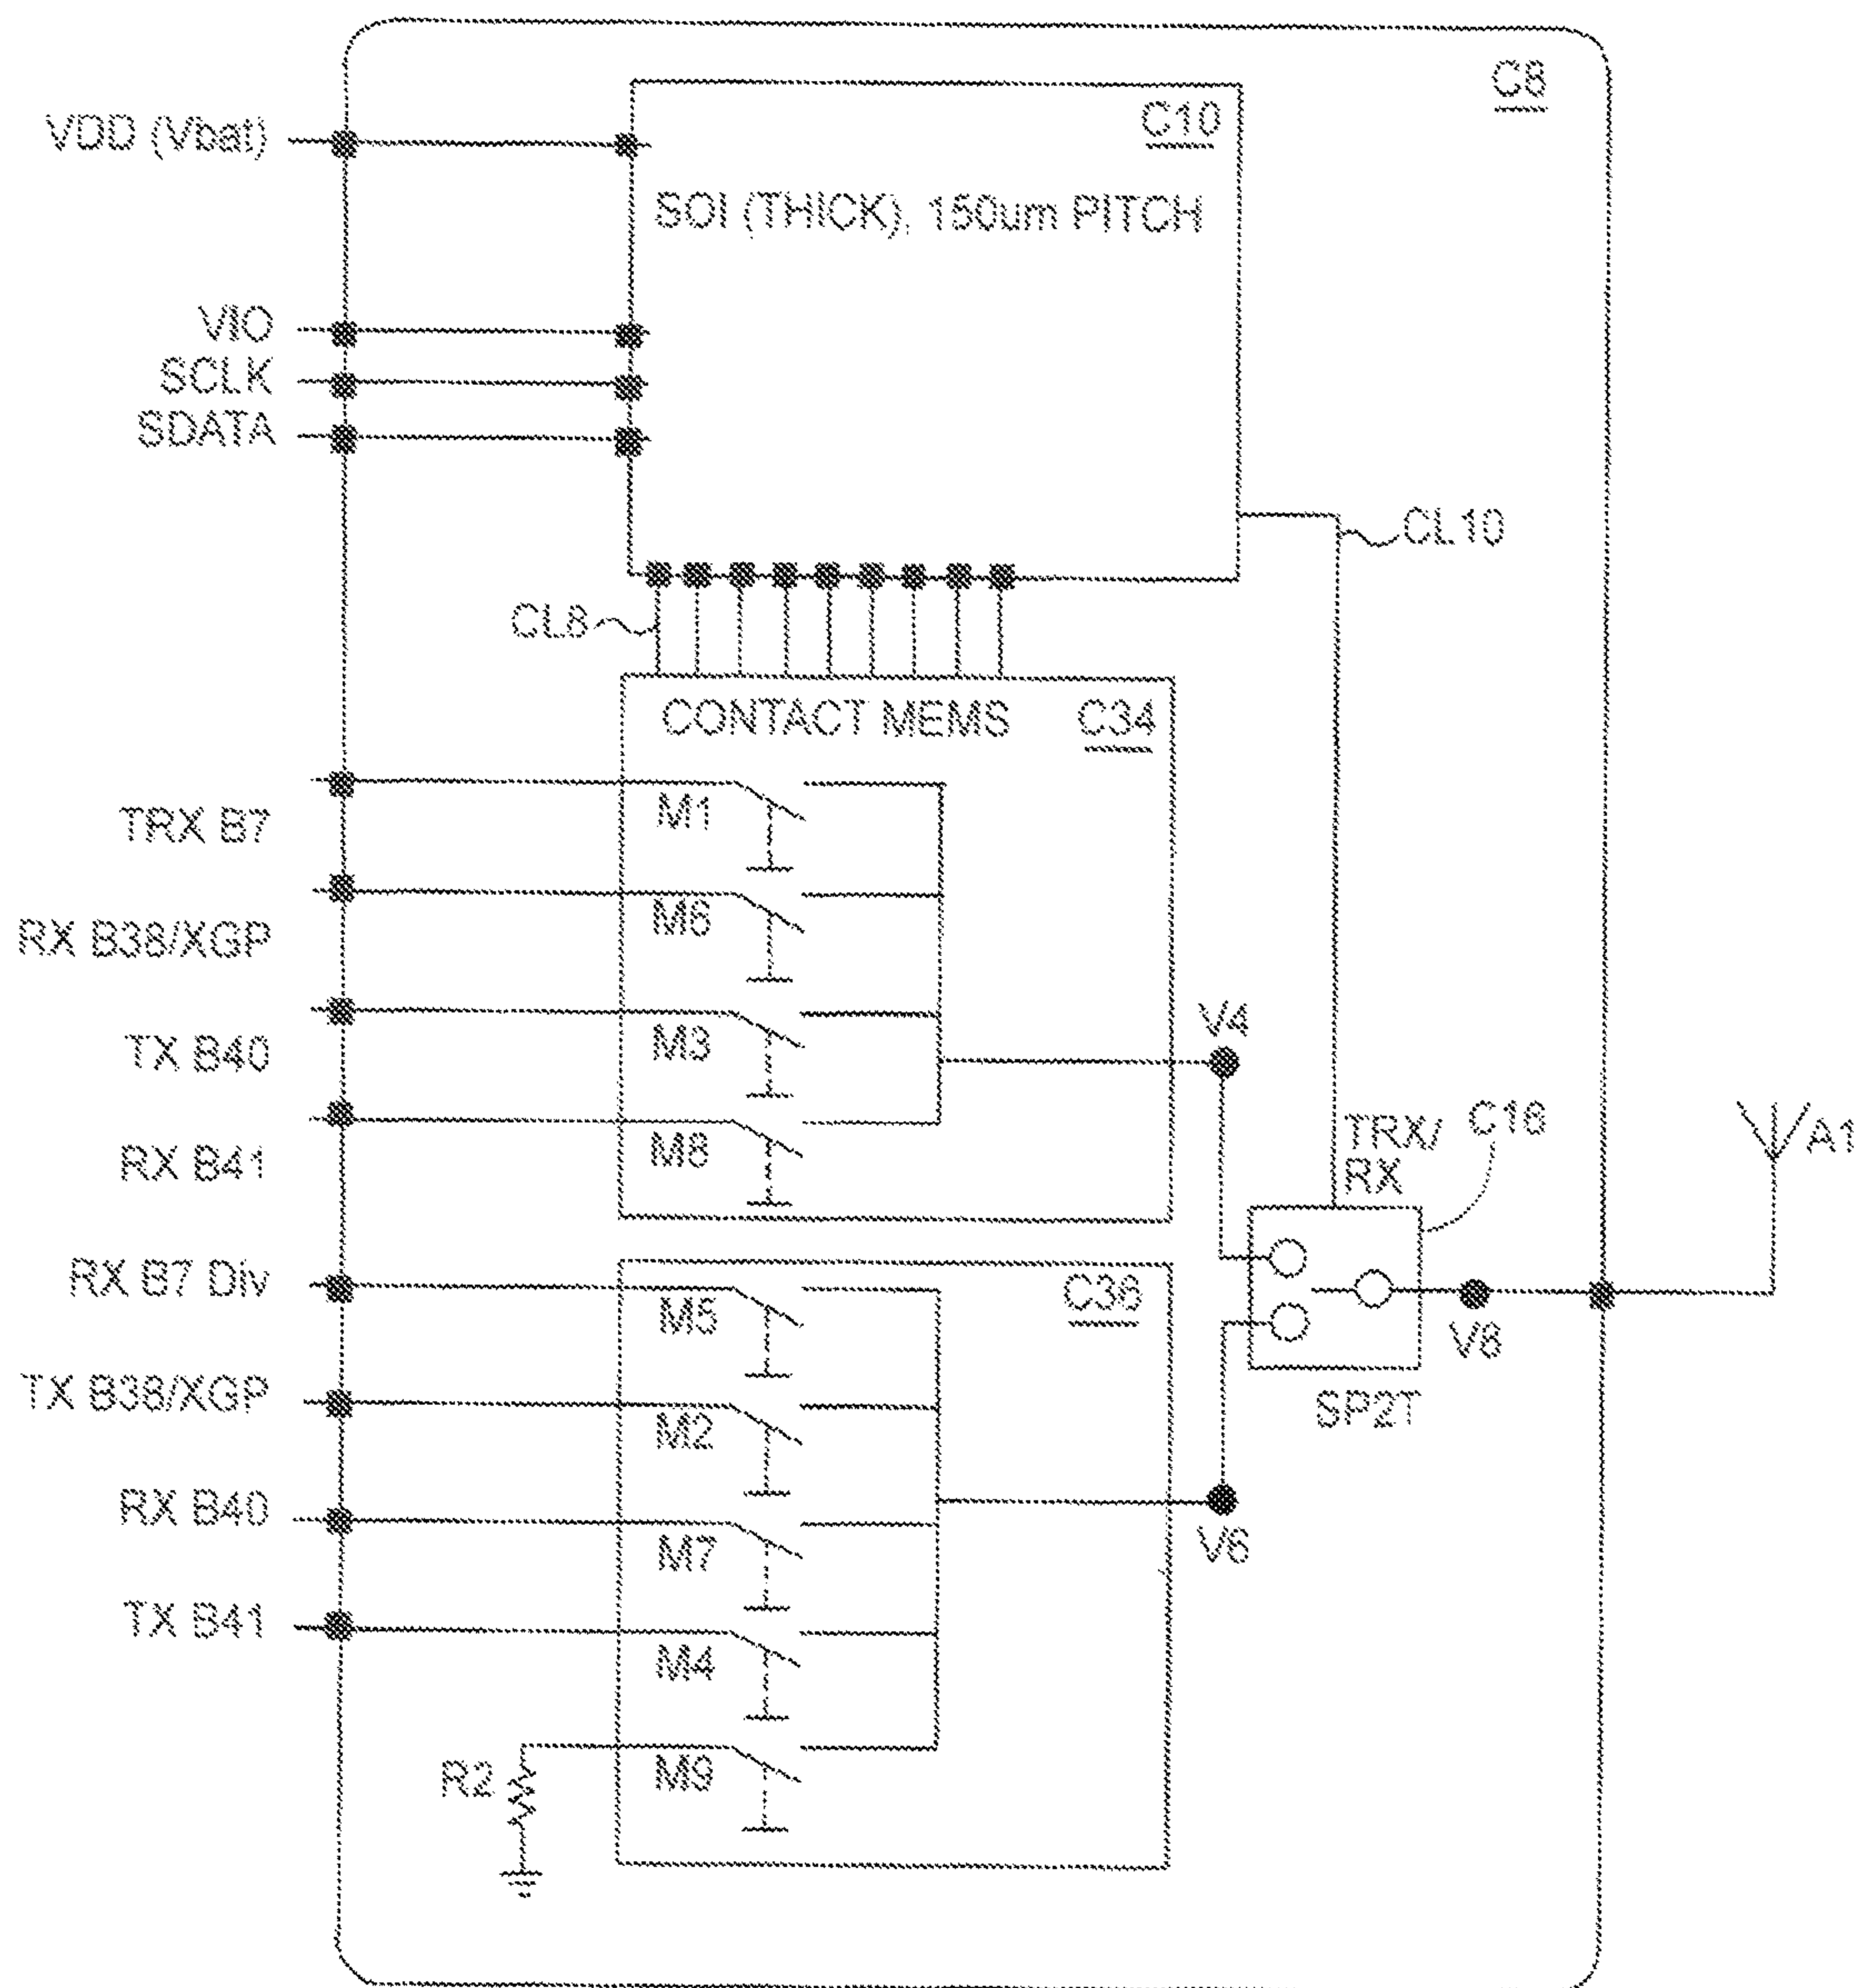 C8
VDD (Vbat)
C10
SOI (THICK), 150um PITCH
VIO
SCLK
SDATA
CL10
CL8
CONTACT MEMS
C34
TRX B7
M1
RX B38/XGP
M6
TX B40
M3
V4
RX B41
M8
TRX/
RX
C16
A1
RX B7 Div
M5
C36
V8
TX B38/XGP
M2
SP2T
RX B40
M7
V6
TX B41
M4
R2
M9